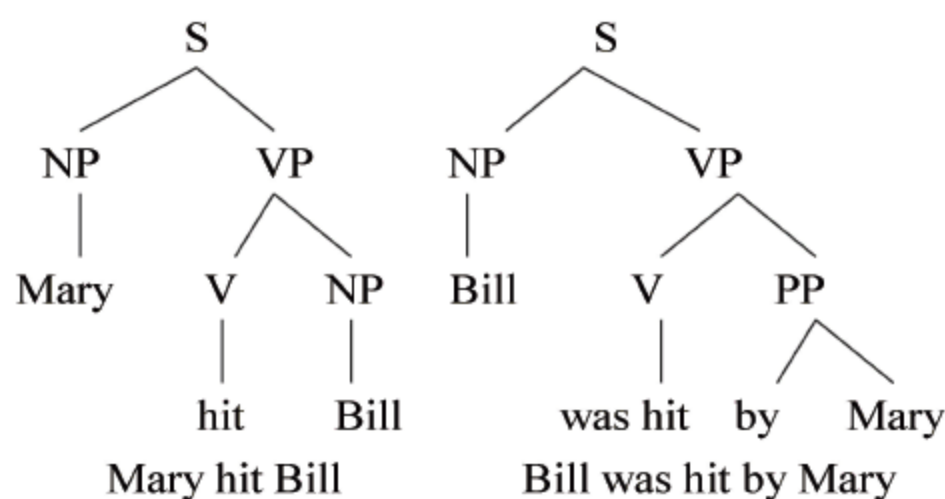 S S
NP VP NP VP
Mary V NP Bill V PP
hit Bill was hit by Mary
Mary hit Bill Bill was hit by Mary